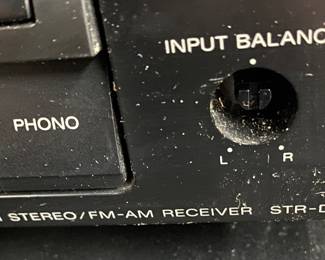 INPUT BALANC
PHONO
L R
STEREO/FM-AM RECEIVER STR-D